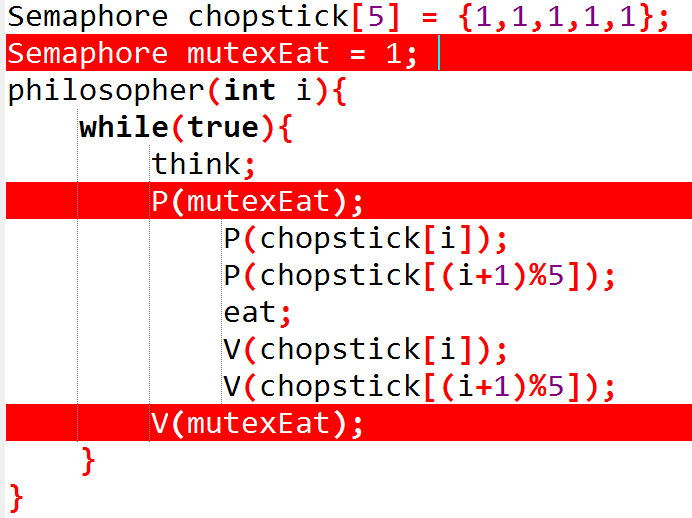 Semaphore chopstick[5] = {1,1,1,1,1};
Semaphore mutexEat = 1;
philosopher(int i){
    while(true){
        think;
        P(mutexEat);
            P(chopstick[i]);
            P(chopstick[(i+1)%5]);
            eat;
            V(chopstick[i]);
            V(chopstick[(i+1)%5]);
        V(mutexEat);
    }
}